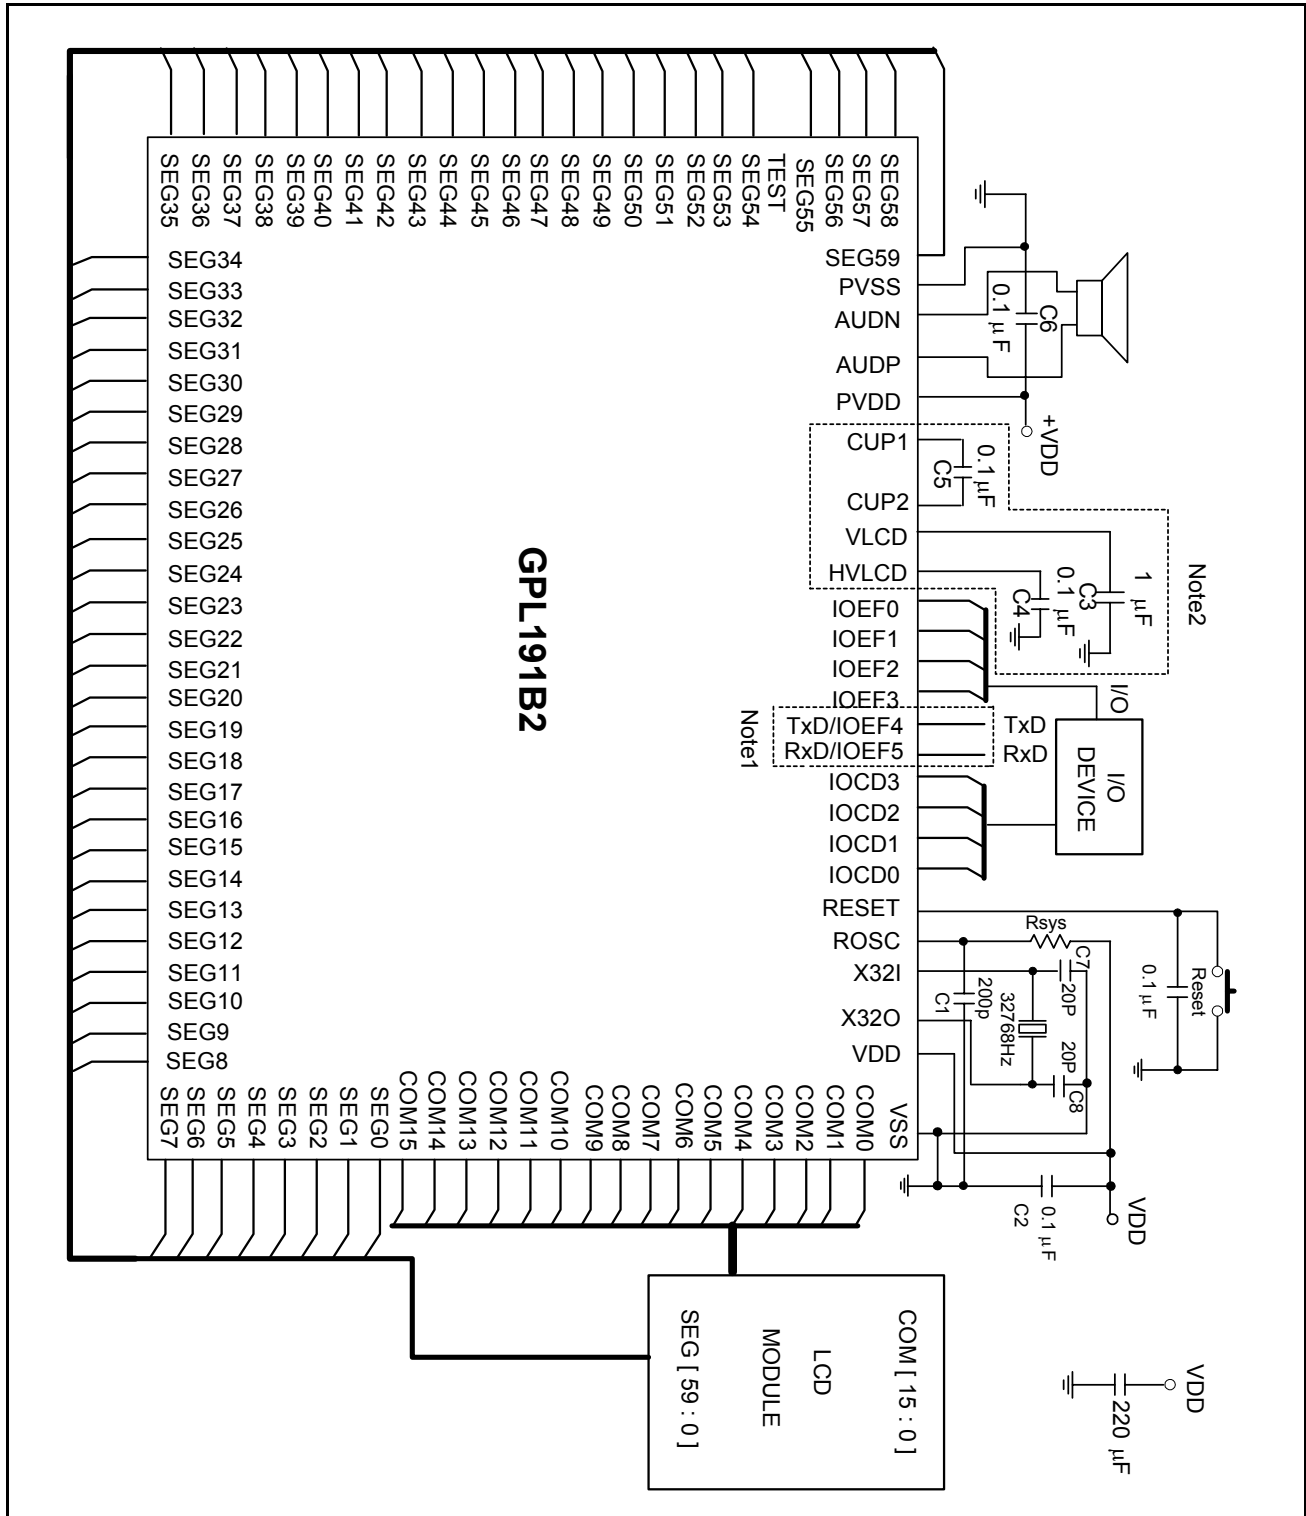 SEG35
SEG36
SEG37
SEG38
SEG39
SEG40
SEG41
SEG42
SEG43
SEG44
SEG45
SEG46
SEG47
SEG48
SEG49
SEG50
SEG51
SEG52
SEG53
SEG54
TEST
SEG55
SEG56
SEG57
SEG58
SEG34
SEG33
SEG32
SEG31
SEG30
SEG29
SEG28
SEG27
SEG26
SEG25
SEG24
SEG23
SEG22
SEG21
SEG20
SEG19
SEG18
SEG17
SEG16
SEG15
SEG14
SEG13
SEG12
SEG11
SEG10
SEG9
SEG8
GPL191B2
SEG59
PVSS
AUDN
AUDP
PVDD
CUP1
CUP2
VLCD
HVLCD
IOEF0
IOEF1
IOEF2
IOEF3
TxD/IOEF4
RxD/IOEF5
IOCD3
IOCD2
IOCD1
IOCD0
RESET
ROSC
X32I
X32O
VDD
VSS
SEG7
SEG6
SEG5
SEG4
SEG3
SEG2
SEG1
SEG0
COM15
COM14
COM13
COM12
COM11
COM10
COM9
COM8
COM7
COM6
COM5
COM4
COM3
COM2
COM1
COM0
C6
0.1 μF
+VDD
0.1 μF
C5
1 μF
C3
0.1 μF
C4
Note2
Note1
TxD
RxD
I/O
I/O
DEVICE
Rsys
C7
20P
32768Hz
20P
C8
200p
C1
Reset
0.1 μF
VDD
0.1 μF
C2
COM [ 15 : 0 ]
LCD
MODULE
SEG [ 59 : 0 ]
VDD
220 μF